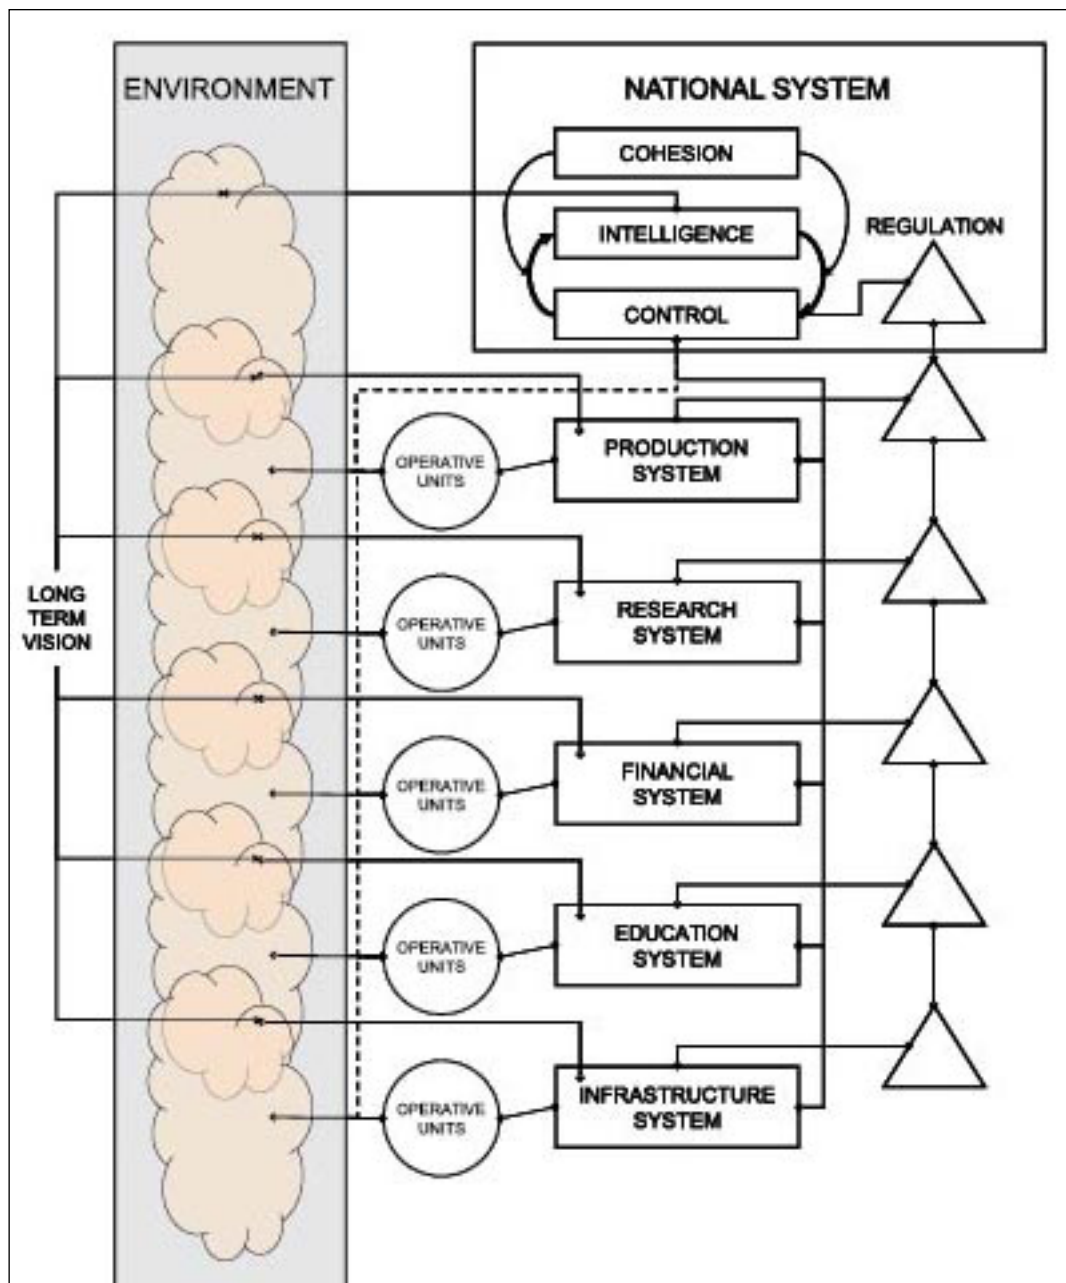 ENVIRONMENT
NATIONAL SYSTEM
COHESION
INTELLIGENCE
REGULATION
CONTROL
PRODUCTION
SYSTEM
OPERATIVE
UNITS
LONG
TERM
VISION
RESEARCH
SYSTEM
OPERATIVE
UNITS
FINANCIAL
SYSTEM
OPERATIVE
UNITS
EDUCATION
SYSTEM
OPERATIVE
UNITS
INFRASTRUCTURE
SYSTEM
OPERATIVE
UNITS